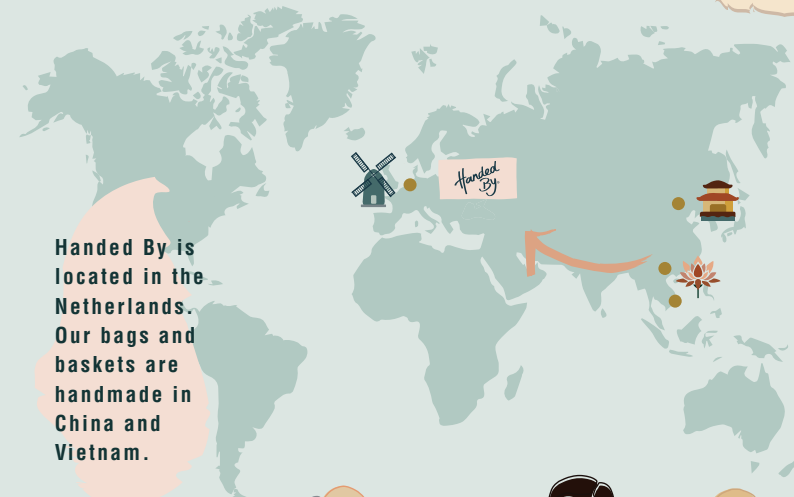 Handed
By
Handed By is
located in the
Netherlands.
Our bags and
baskets are
handmade in
China and
Vietnam.